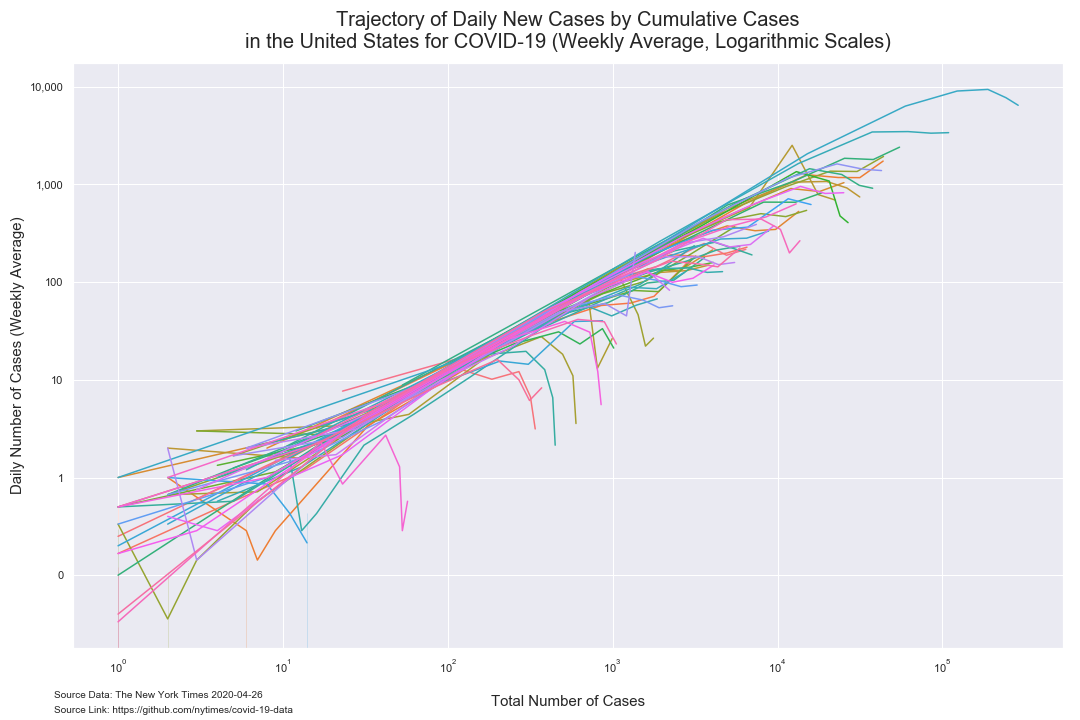 Trajectory of Daily New Cases by Cumulative Cases
in the United States for COVID-19 (Weekly Average, Logarithmic Scales)
Daily Number of Cases (Weekly Average)
10,000
1,000
100
10
1
0
10⁰
10¹
10²
10³
10⁴
10⁵
Total Number of Cases
Source Data: The New York Times 2020-04-26
Source Link: https://github.com/nytimes/covid-19-data